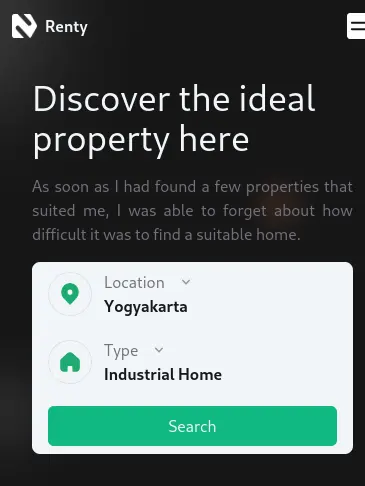 Renty
Discover the ideal
property here
As soon as I had found a few properties that
suited me, I was able to forget about how
difficult it was to find a suitable home.
Location
Yogyakarta
Type
Industrial Home
Search